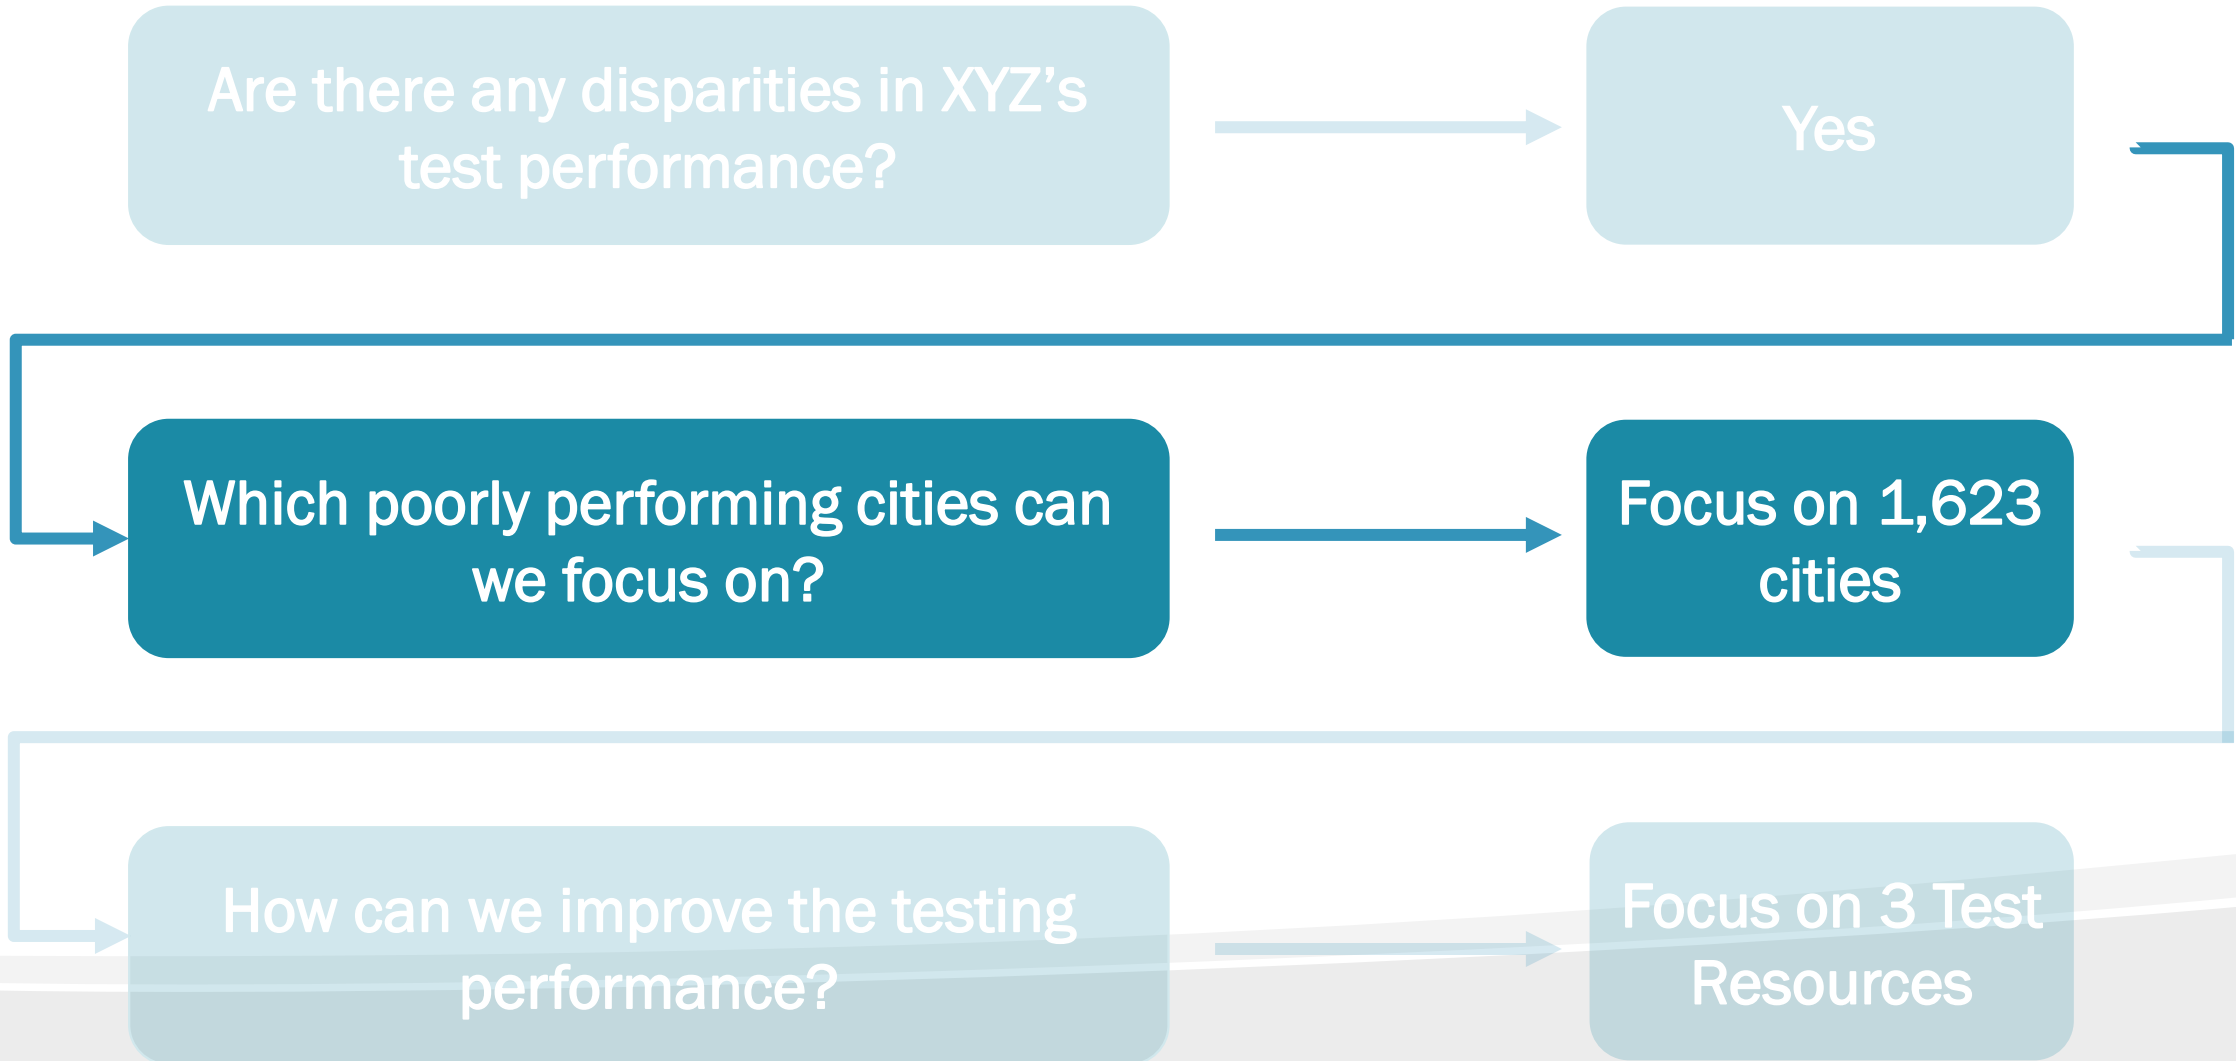 Are there any disparities in XYZ’s
test performance?
Yes
Which poorly performing cities can
we focus on?
Focus on 1,623
cities
How can we improve the testing
performance?
Focus on 3 Test
Resources